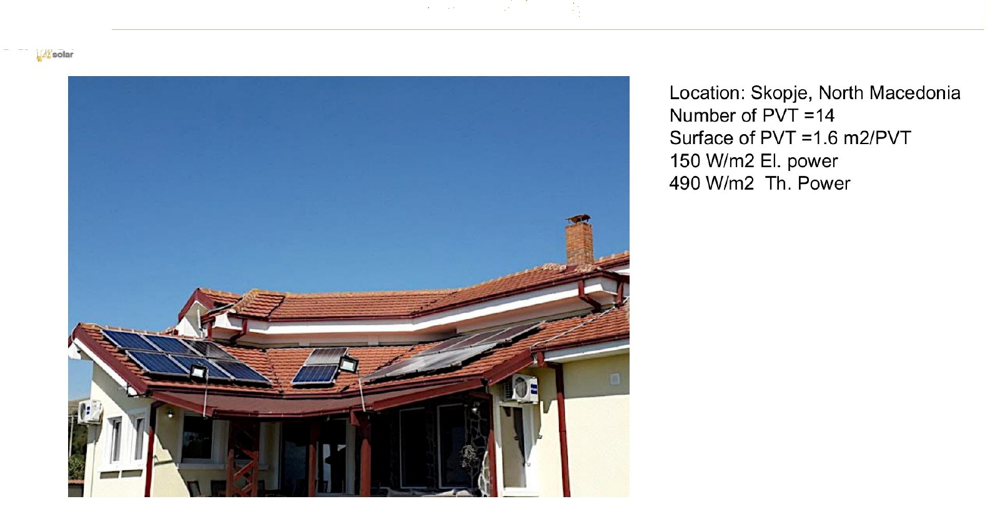 solar
Location: Skopje, North Macedonia
Number of PVT =14
Surface of PVT =1.6 m2/PVT
150 W/m2 El. power
490 W/m2  Th. Power